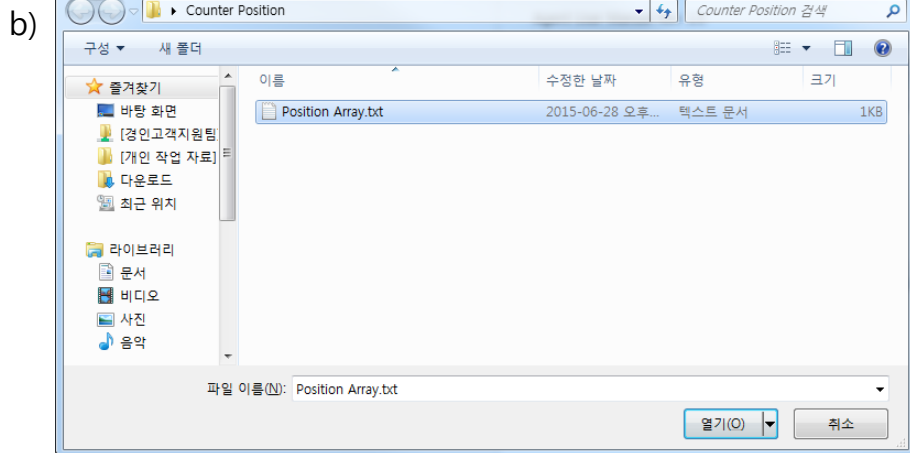 b)
Counter Position
Counter Position 검색
구성 새 폴더
이름 수정한 날짜 유형 크기
Position Array.txt 2015-06-28 오후... 텍스트 문서 1KB
즐겨찾기
바탕 화면
[경인고객지원팀
[개인 작업 자료]
다운로드
최근 위치
라이브러리
문서
비디오
사진
음악
파일 이름(N): Position Array.txt
열기(O) 취소